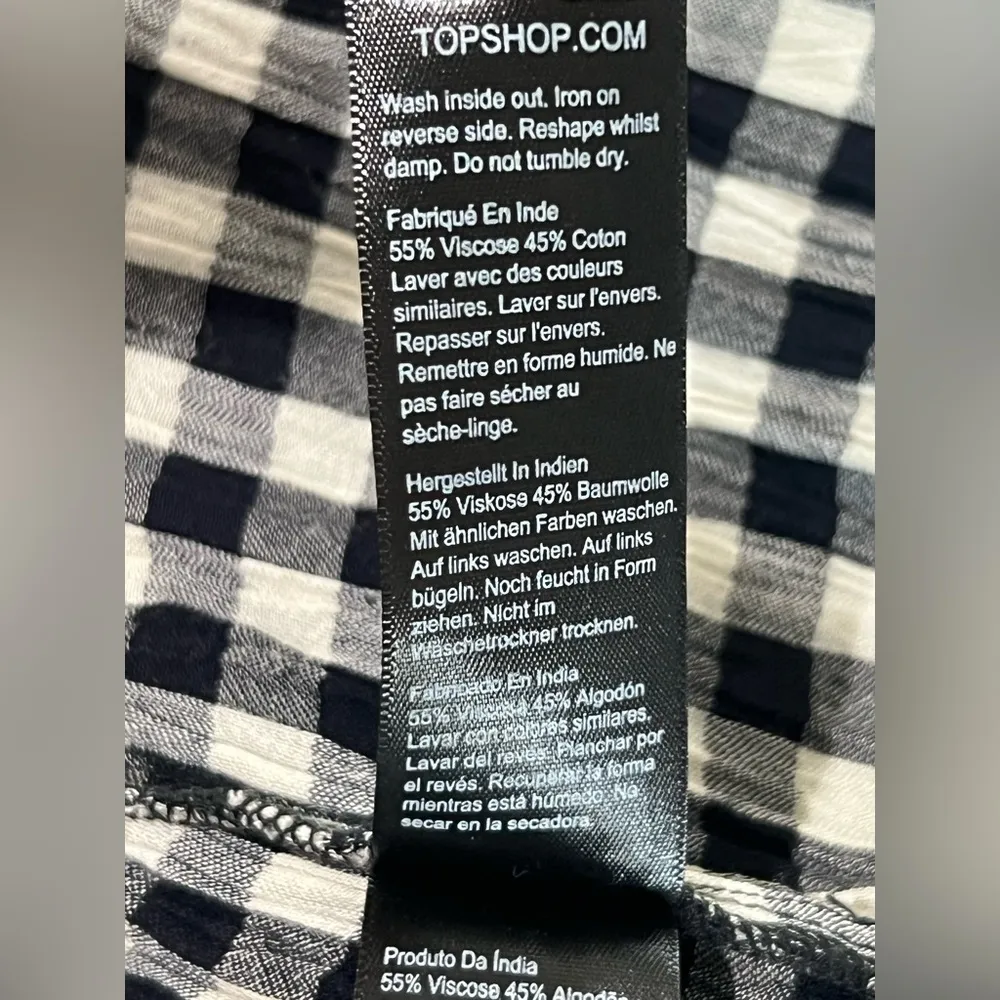 TOPSHOP.COM
Wash inside out. Iron on
reverse side. Reshape whilst
damp. Do not tumble dry.
Fabriqué En Inde
55% Viscose 45% Coton
Laver avec des couleurs
similaires. Laver sur l'envers.
Repasser sur l'envers.
Remettre en forme humide. Ne
pas faire sécher au
sèche-linge.
Hergestellt In Indien
55% Viskose 45% Baumwolle
Mit ähnlichen Farben waschen.
Auf links waschen. Auf links
bügeln. Noch feucht in Form
ziehen. Nicht im
Wäschetrockner trocknen.
Fabricado En India
55% Viscosa 45% Algodón
Lavar con colores similares.
Lavar del revés. Planchar por
el revés. Recuperar la forma
mientras está húmedo. No
secar en la secadora.
Produto Da Índia
55% Viscose 45% Algodão